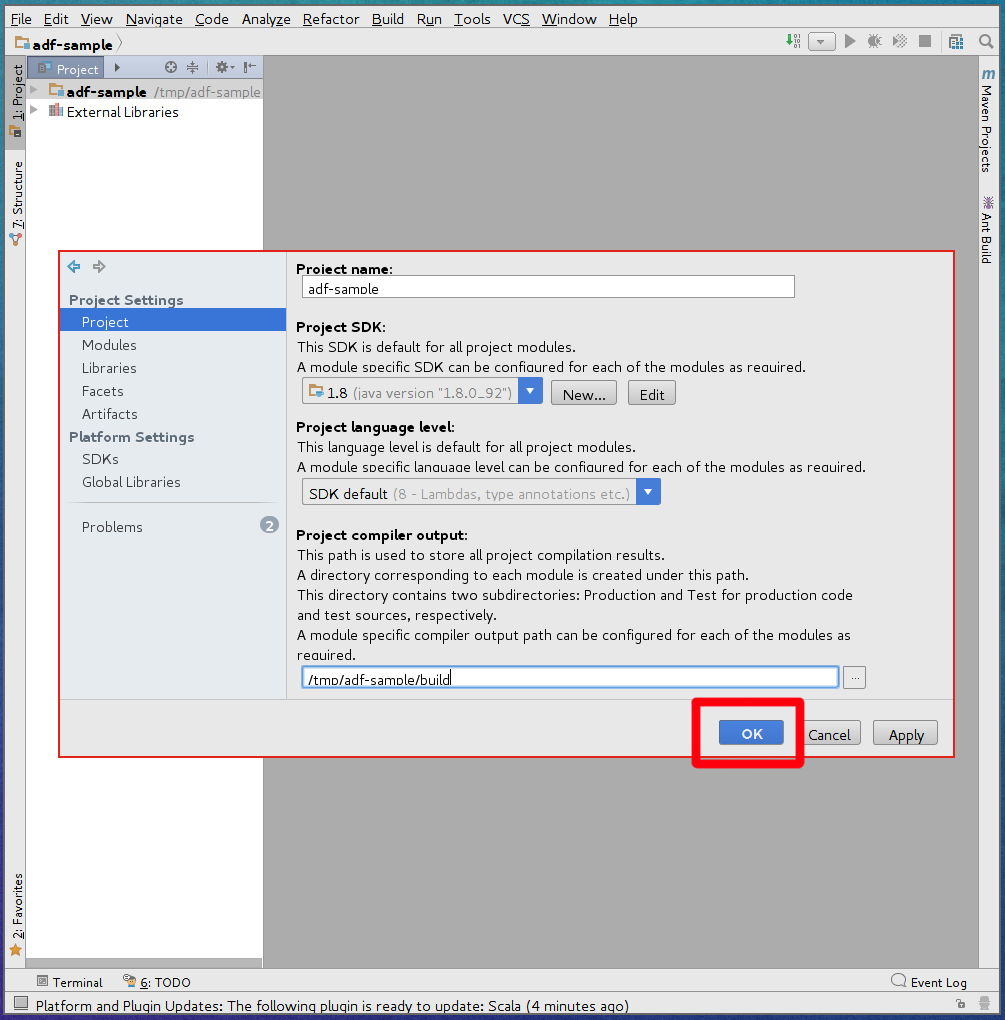 File Edit View Navigate Code Analyze Refactor Build Run Tools VCS Window Help
adf-sample
1: Project
7: Structure
2: Favorites
Project
adf-sample /tmp/adf-sample
External Libraries
m
Maven Projects
Ant Build
Project Settings
Project
Modules
Libraries
Facets
Artifacts
Platform Settings
SDKs
Global Libraries
Problems 2
Project name:
adf-sample
Project SDK:
This SDK is default for all project modules.
A module specific SDK can be configured for each of the modules as required.
1.8 (java version "1.8.0_92") New... Edit
Project language level:
This language level is default for all project modules.
A module specific language level can be configured for each of the modules as required.
SDK default (8 - Lambdas, type annotations etc.)
Project compiler output:
This path is used to store all project compilation results.
A directory corresponding to each module is created under this path.
This directory contains two subdirectories: Production and Test for production code
and test sources, respectively.
A module specific compiler output path can be configured for each of the modules as
required.
/tmp/adf-sample/build ...
OK Cancel Apply
Terminal 6: TODO Event Log
Platform and Plugin Updates: The following plugin is ready to update: Scala (4 minutes ago)